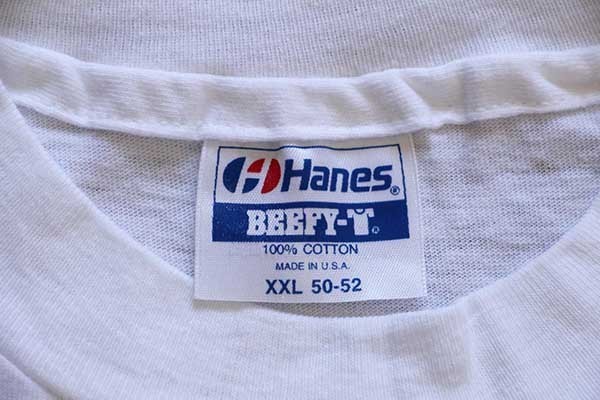 Hanes®
BEEFY-T®
100% COTTON
MADE IN U.S.A.
XXL 50-52